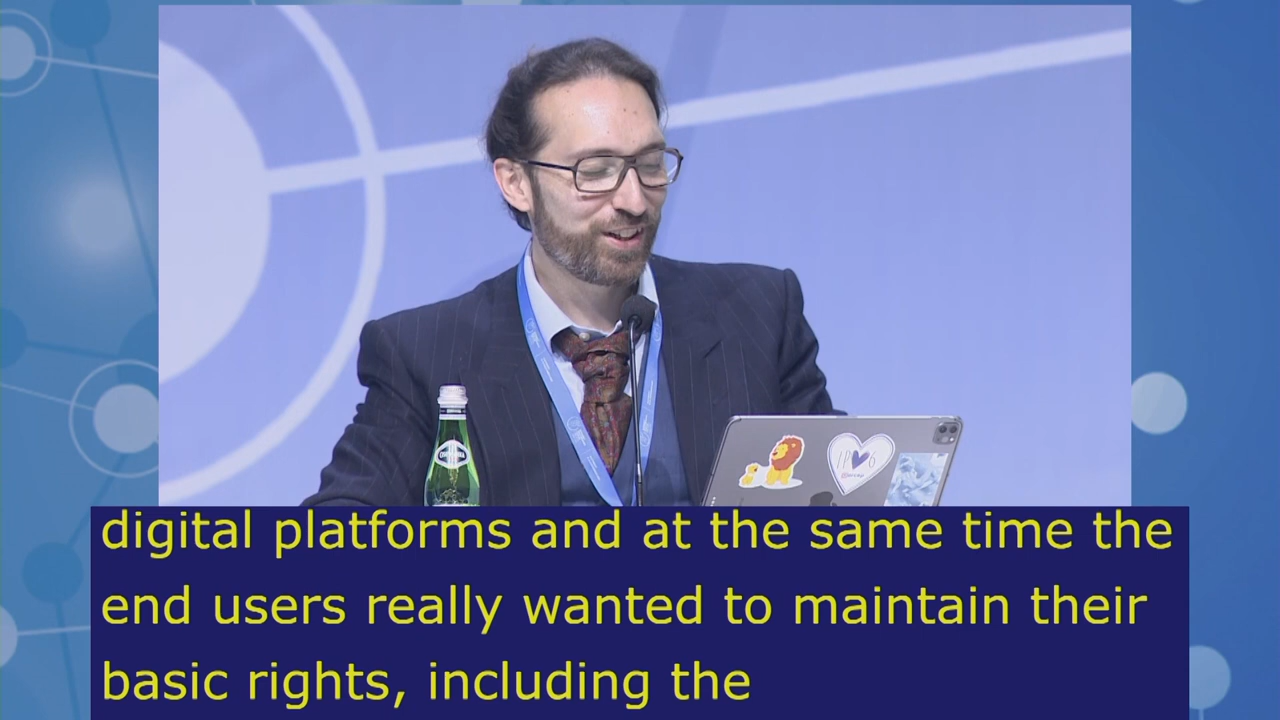 IPv6
digital platforms and at the same time the
end users really wanted to maintain their
basic rights, including the